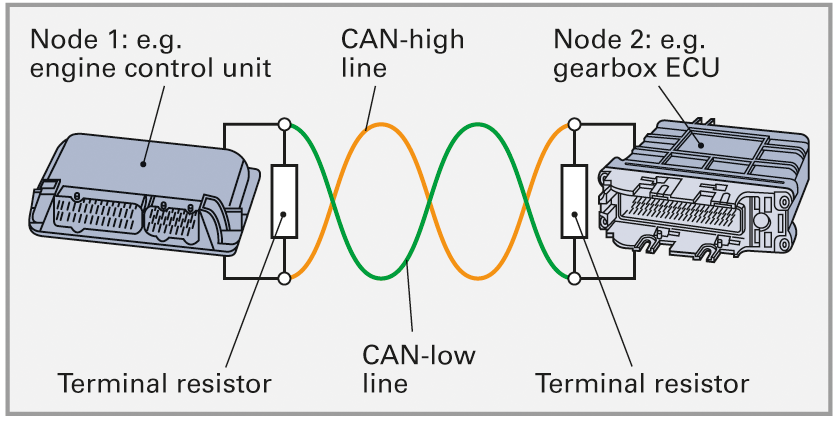 Node 1: e.g.
engine control unit
CAN-high
line
Node 2: e.g.
gearbox ECU
Terminal resistor
CAN-low
line
Terminal resistor